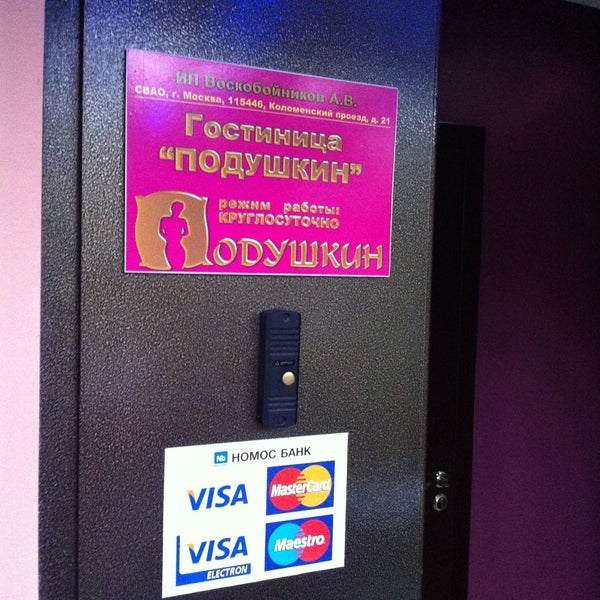 ИП Воскобойников А.В.
СВАО, г. Москва, 115446, Коломенский проезд, д. 21
Гостиница
"ПОДУШКИН"
режим работы:
КРУГЛОСУТОЧНО
ПОДУШКИН
Nb НОМОС БАНК
VISA MasterCard
VISA Maestro
ELECTRON